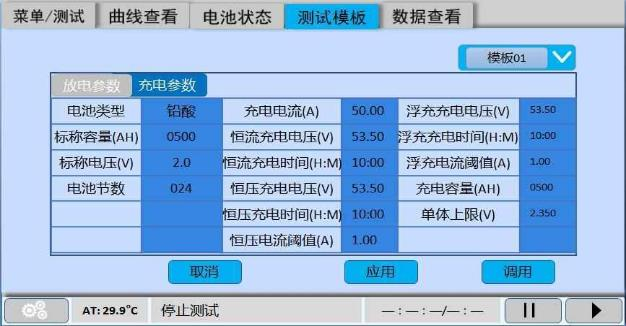 菜单/测试 曲线查看 电池状态 测试模板 数据查看
模板01
放电参数 充电参数
电池类型 铅酸 充电电流(A) 50.00 浮充充电电压(V) 53.50
标称容量(AH) 0500 恒流充电电压(V) 53.50 浮充充电时间(H:M) 10:00
标称电压(V) 2.0 恒流充电时间(H:M) 10:00 浮充电流阈值(A) 1.00
电池节数 024 恒压充电电压(V) 53.50 充电容量(AH) 0500
恒压充电时间(H:M) 10:00 单体上限(V) 2.350
恒压电流阈值(A) 1.00
取消 应用 调用
AT: 29.9℃ 停止测试 —:—:—/—:—